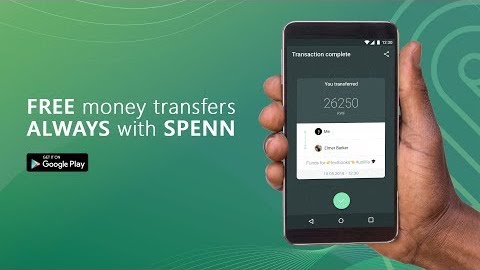 FREE money transfers
ALWAYS with SPENN
GET IT ON
Google Play
12:30
Transaction complete
You transferred
26250
RWF
Me